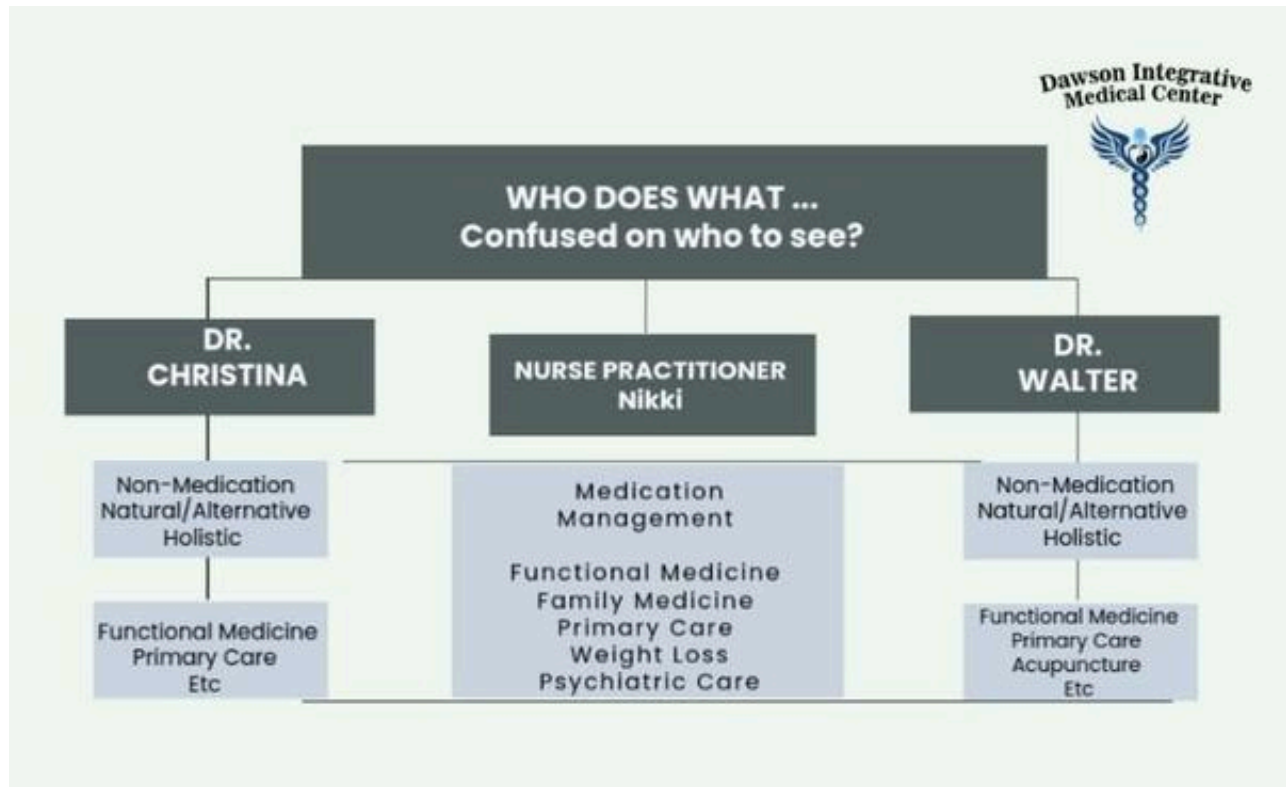 Dawson Integrative
Medical Center
WHO DOES WHAT ...
Confused on who to see?
DR.
CHRISTINA
NURSE PRACTITIONER
Nikki
DR.
WALTER
Non-Medication
Natural/Alternative
Holistic
Functional Medicine
Primary Care
Etc
Medication
Management
Functional Medicine
Family Medicine
Primary Care
Weight Loss
Psychiatric Care
Non-Medication
Natural/Alternative
Holistic
Functional Medicine
Primary Care
Acupuncture
Etc